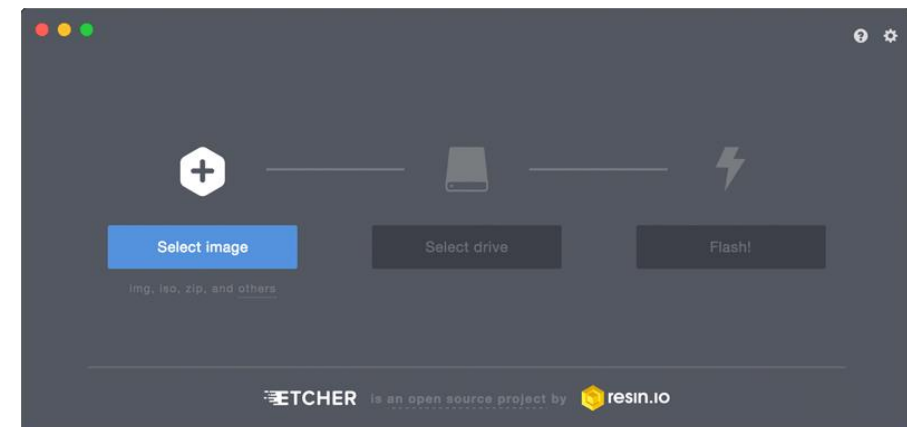 Select image
Select drive
Flash!
img, iso, zip, and others
ETCHER is an open source project by resin.io